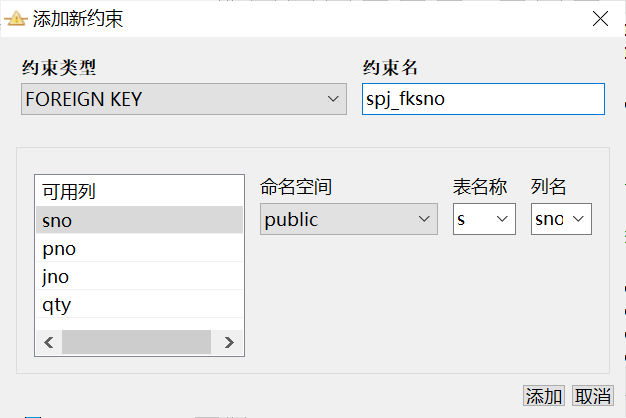 添加新约束
约束类型 约束名
FOREIGN KEY spj_fksno
可用列 命名空间 表名称 列名
sno public s sno
pno
jno
qty
添加 取消